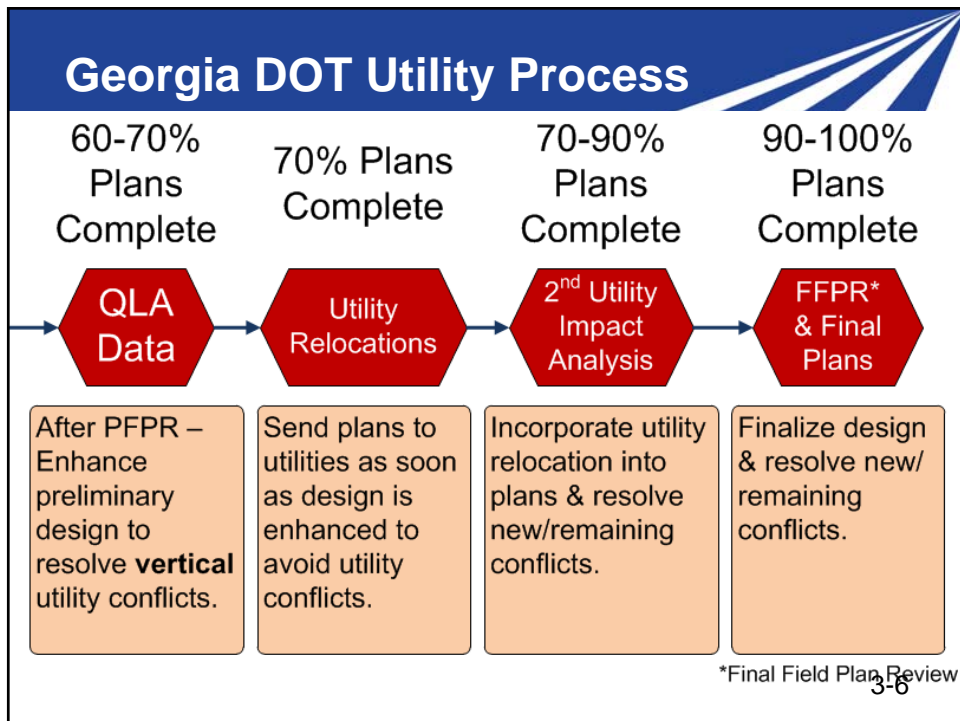 Georgia DOT Utility Process
60-70%
Plans
Complete
70% Plans
Complete
70-90%
Plans
Complete
90-100%
Plans
Complete
QLA
Data
Utility
Relocations
2nd Utility
Impact
Analysis
FFPR*
& Final
Plans
After PFPR –
Enhance
preliminary
design to
resolve vertical
utility conflicts.
Send plans to
utilities as soon
as design is
enhanced to
avoid utility
conflicts.
Incorporate utility
relocation into
plans & resolve
new/remaining
conflicts.
Finalize design
& resolve new/
remaining
conflicts.
*Final Field Plan Review
3-6